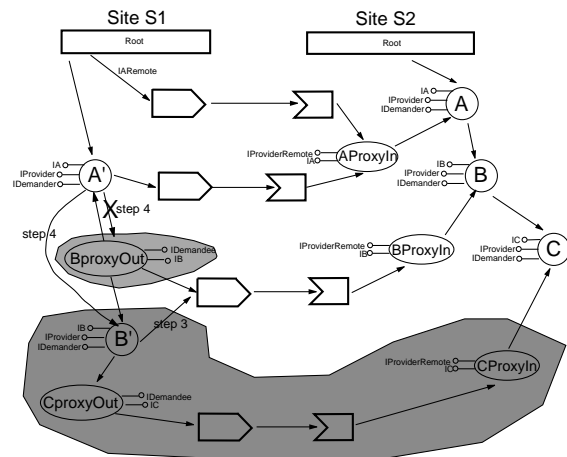 Site S1
Site S2
Root
Root
IARemote
IA
IProvider
IDemander
A
IProviderRemote
IA
AProxyIn
IA
IProvider
IDemander
A'
IB
IProvider
IDemander
B
X step 4
step 4
IProviderRemote
IB
BProxyIn
IC
IProvider
IDemander
C
BproxyOut
IDemandee
IB
step 3
IB
IProvider
IDemander
B'
IProviderRemote
IC
CProxyIn
CproxyOut
IDemandee
IC